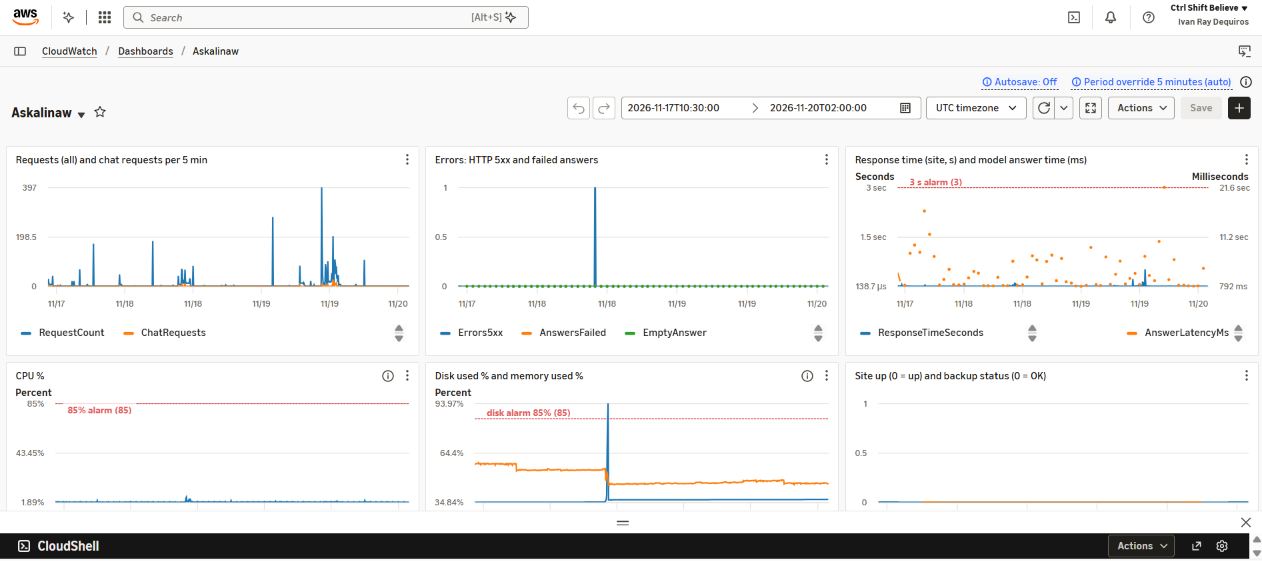 aws
Search
[Alt+S]
Ctrl Shift Believe
Ivan Ray Dequiros
CloudWatch / Dashboards / Askalinaw
Autosave: Off
Period override 5 minutes (auto)
Askalinaw
2026-11-17T10:30:00
2026-11-20T02:00:00
UTC timezone
Actions
Save
Requests (all) and chat requests per 5 min
397
198.5
0
11/17 11/18 11/18 11/19 11/19 11/20
RequestCount ChatRequests
Errors: HTTP 5xx and failed answers
1
0.5
0
11/17 11/18 11/18 11/19 11/19 11/20
Errors5xx AnswersFailed EmptyAnswer
Response time (site, s) and model answer time (ms)
Seconds Milliseconds
3 s alarm (3)
3 sec 21.6 sec
1.5 sec 11.2 sec
138.7 µs 792 ms
11/17 11/18 11/18 11/19 11/19 11/20
ResponseTimeSeconds AnswerLatencyMs
CPU %
Percent
85%
85% alarm (85)
43.45%
1.89%
Disk used % and memory used %
Percent
93.97%
disk alarm 85% (85)
64.4%
34.84%
Site up (0 = up) and backup status (0 = OK)
1
0.5
0
CloudShell
Actions